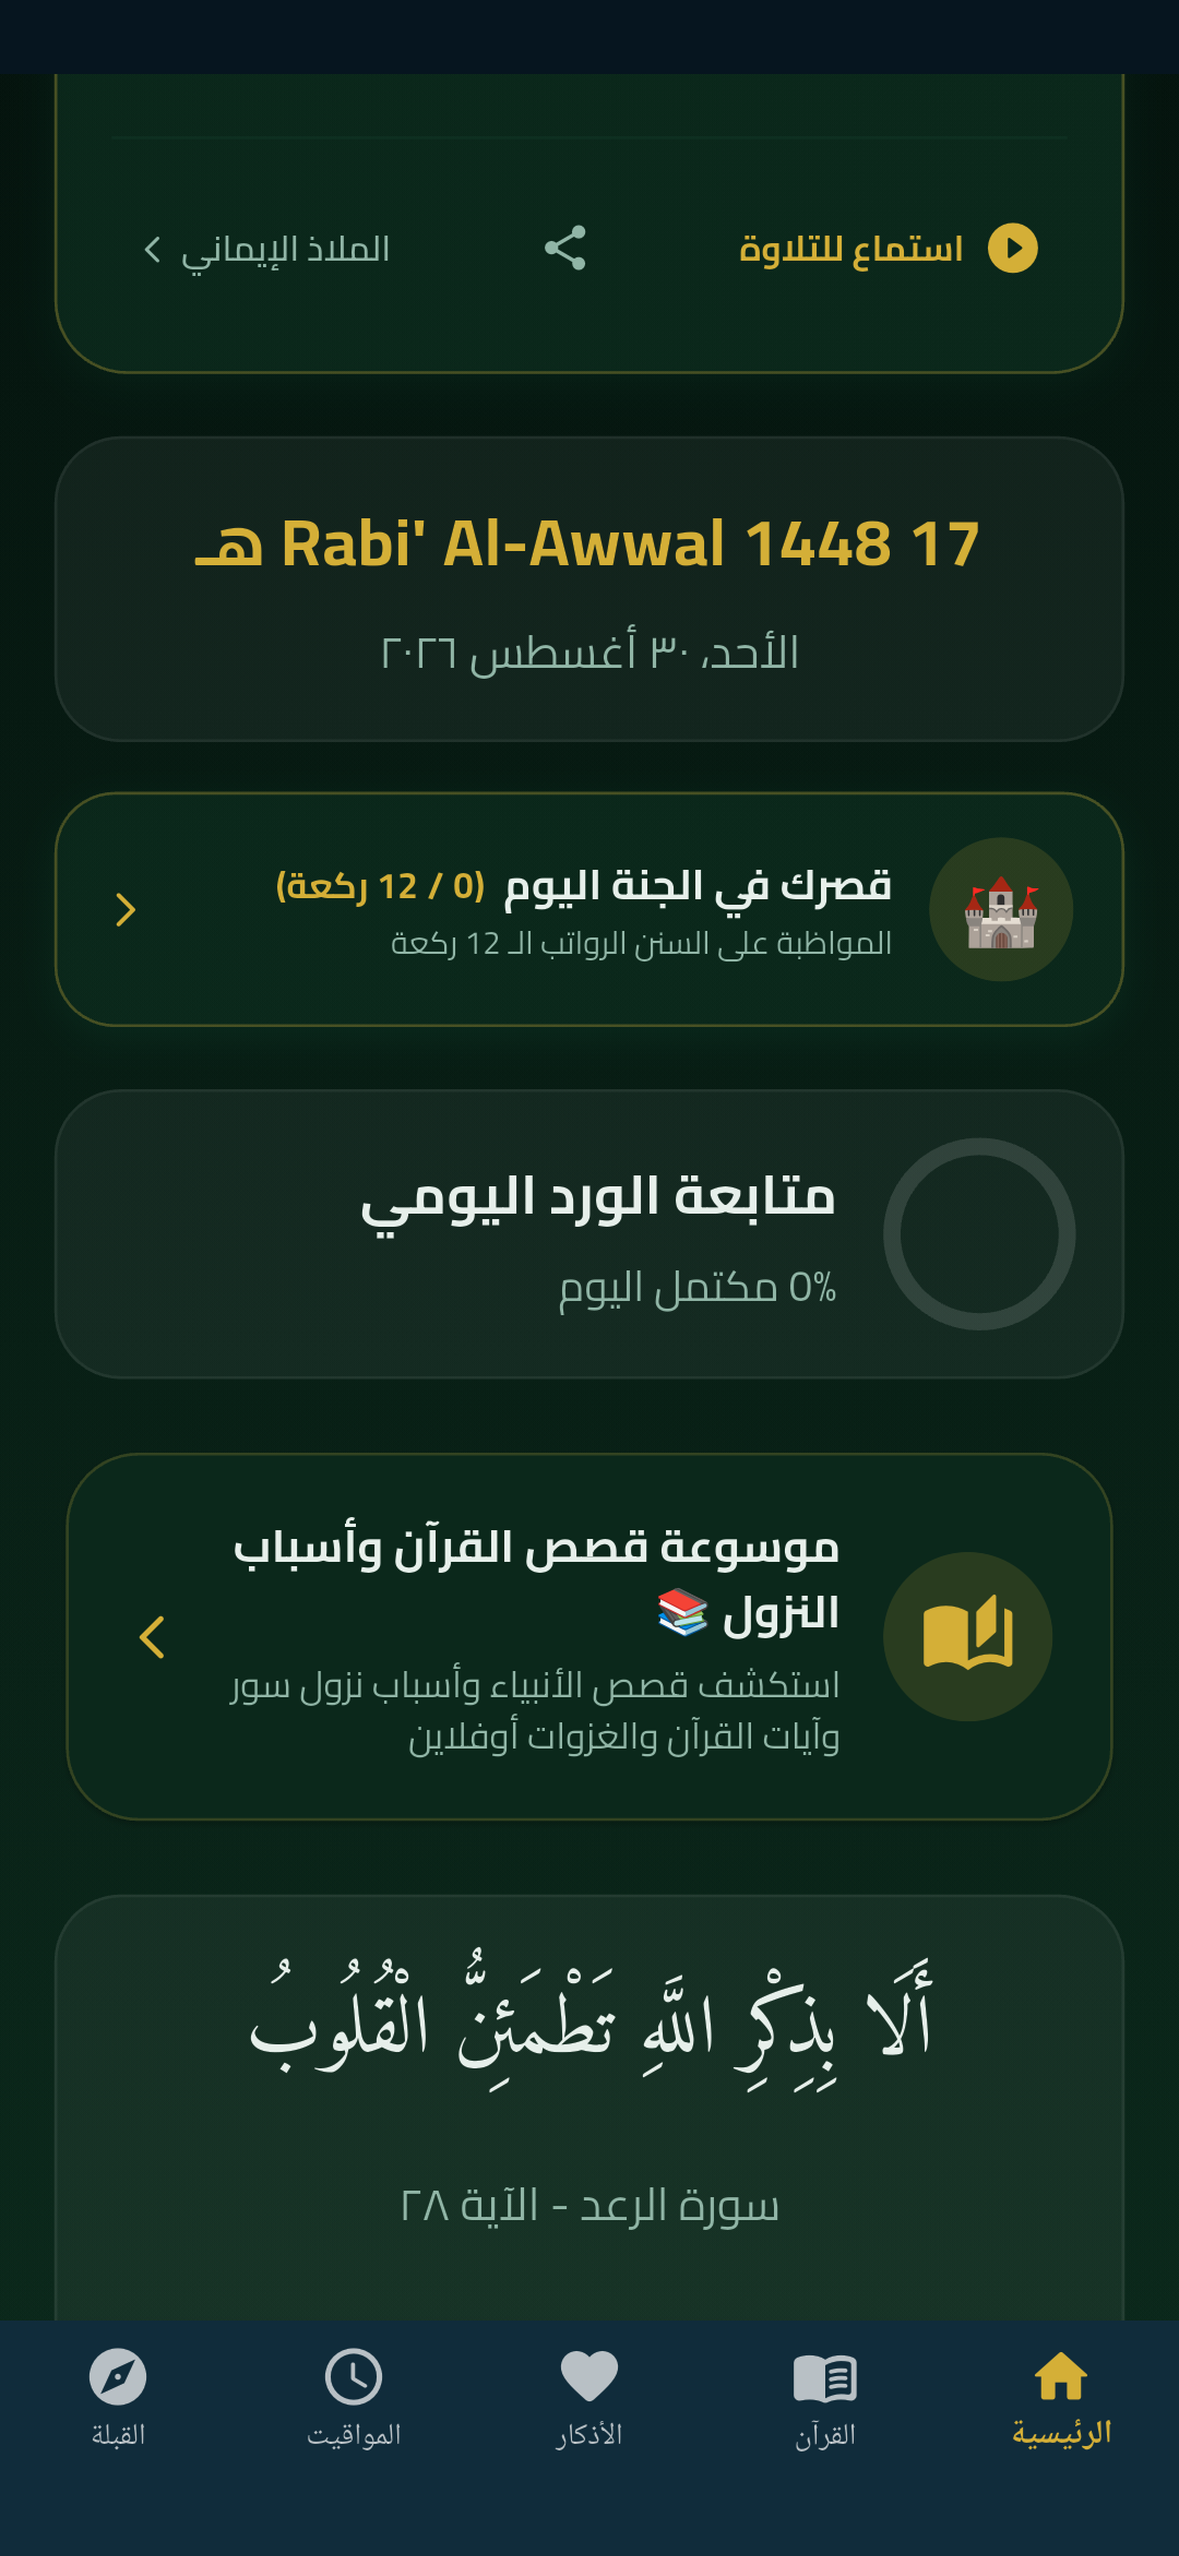 استماع للتلاوة
الملاذ الإيماني
17 Rabi' Al-Awwal 1448 هـ
الأحد، ٣٠ أغسطس ٢٠٢٦
قصرك في الجنة اليوم (0 / 12 ركعة)
المواظبة على السنن الرواتب الـ 12 ركعة
متابعة الورد اليومي
0% مكتمل اليوم
موسوعة قصص القرآن وأسباب
النزول 📚
استكشف قصص الأنبياء وأسباب نزول سور
وآيات القرآن والغزوات أوفلاين
أَلَا بِذِكْرِ اللَّهِ تَطْمَئِنُّ الْقُلُوبُ
سورة الرعد - الآية ٢٨
الرئيسية
القرآن
الأذكار
المواقيت
القبلة